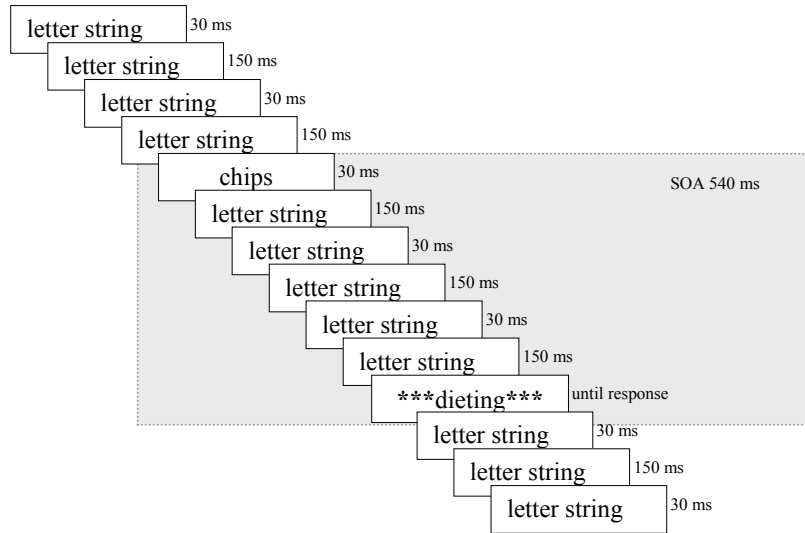 letter string 30 ms
letter string 150 ms
letter string 30 ms
letter string 150 ms
chips 30 ms
SOA 540 ms
letter string 150 ms
letter string 30 ms
letter string 150 ms
letter string 30 ms
letter string 150 ms
***dieting*** until response
letter string 30 ms
letter string 150 ms
letter string 30 ms